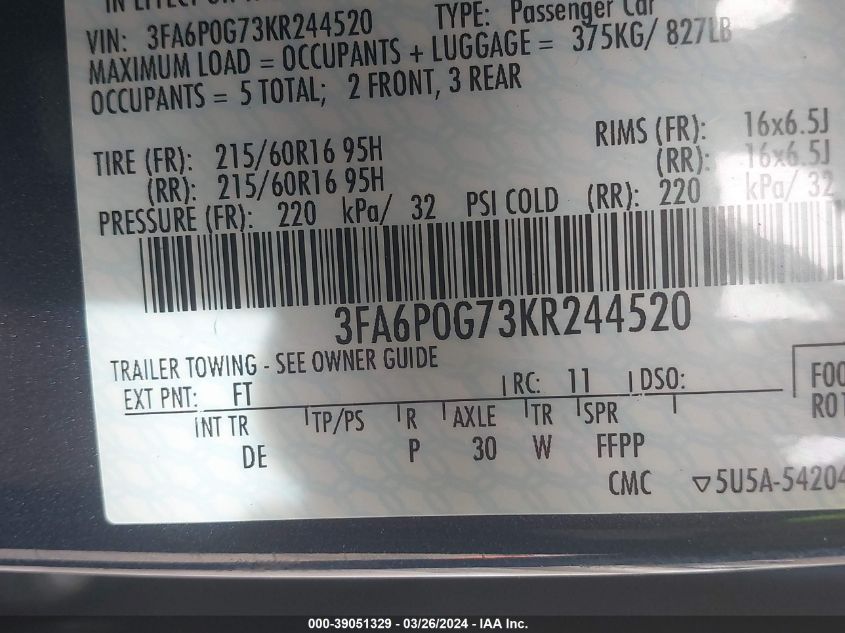 IN EFFECT
TYPE: Passenger Car
VIN: 3FA6P0G73KR244520
MAXIMUM LOAD = OCCUPANTS + LUGGAGE = 375KG/ 827LB
OCCUPANTS = 5 TOTAL; 2 FRONT, 3 REAR
TIRE (FR): 215/60R16 95H RIMS (FR): 16x6.5J
(RR): 215/60R16 95H (RR): 16x6.5J
PRESSURE (FR): 220 kPa/ 32 PSI COLD (RR): 220 kPa/ 32
3FA6P0G73KR244520
TRAILER TOWING - SEE OWNER GUIDE
EXT PNT: FT RC: 11 DSO:
INT TR TP/PS R AXLE TR SPR
DE P 30 W FFPP
CMC ▽5U5A-54204
000-39051329 - 03/26/2024 - IAA Inc.